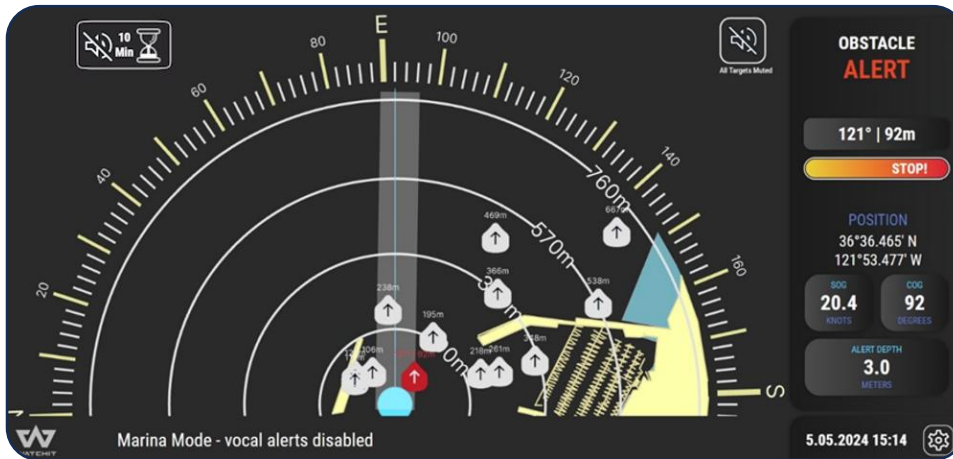 10
Min
E
80
100
60
120
40
140
20
160
S
All Targets Muted
760m
570m
469m
366m
538m
238m
195m
348m
218m
261m
OBSTACLE
ALERT
121° | 92m
STOP!
POSITION
36°36.465' N
121°53.477' W
SOG
20.4
KNOTS
COG
92
DEGREES
ALERT DEPTH
3.0
METERS
Marina Mode - vocal alerts disabled
5.05.2024 15:14